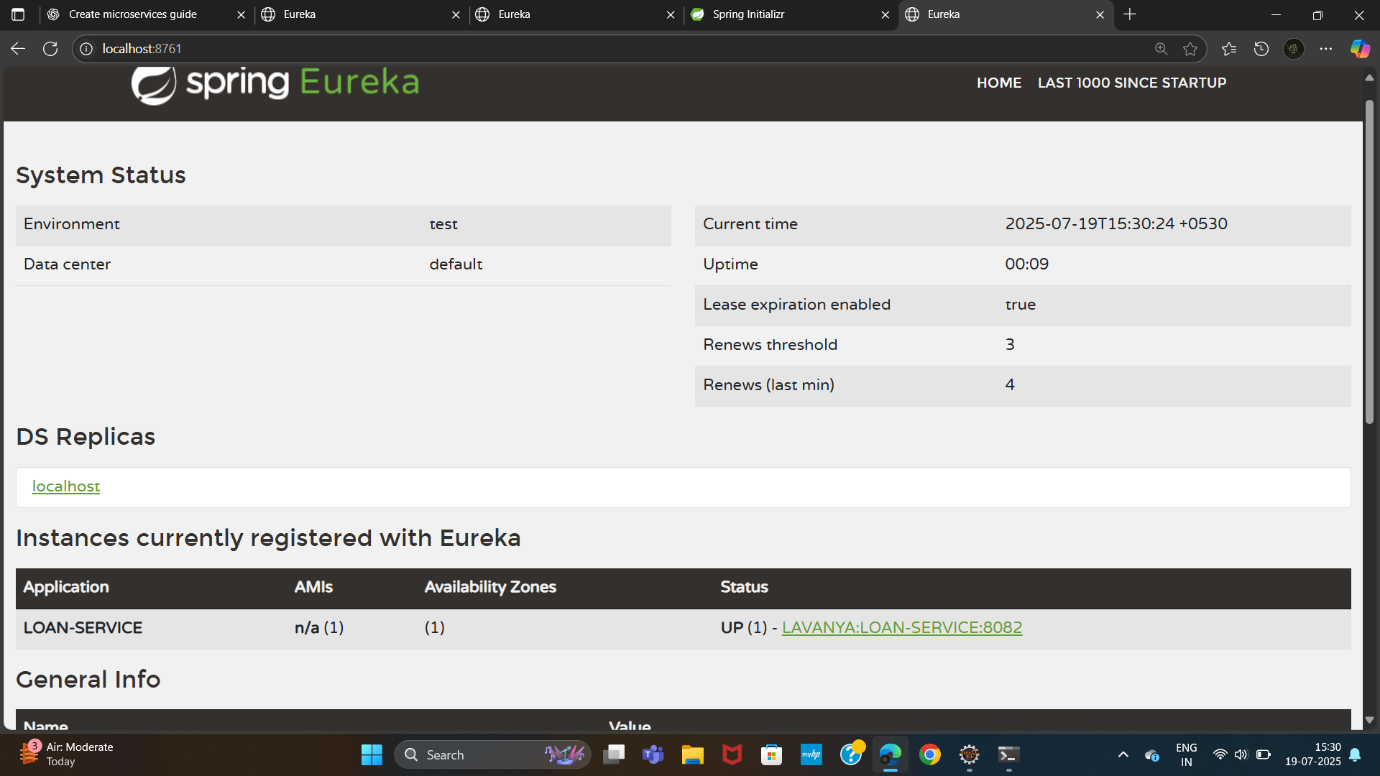 Create microservices guide
Eureka
Eureka
Spring Initializr
Eureka
localhost:8761
spring Eureka
HOME LAST 1000 SINCE STARTUP
System Status
Environment test
Data center default
Current time 2025-07-19T15:30:24 +0530
Uptime 00:09
Lease expiration enabled true
Renews threshold 3
Renews (last min) 4
DS Replicas
localhost
Instances currently registered with Eureka
Application AMIs Availability Zones Status
LOAN-SERVICE n/a (1) (1) UP (1) - LAVANYA:LOAN-SERVICE:8082
General Info
Name Value
3
Air: Moderate
Today
Search
myhp
ENG
IN
15:30
19-07-2025